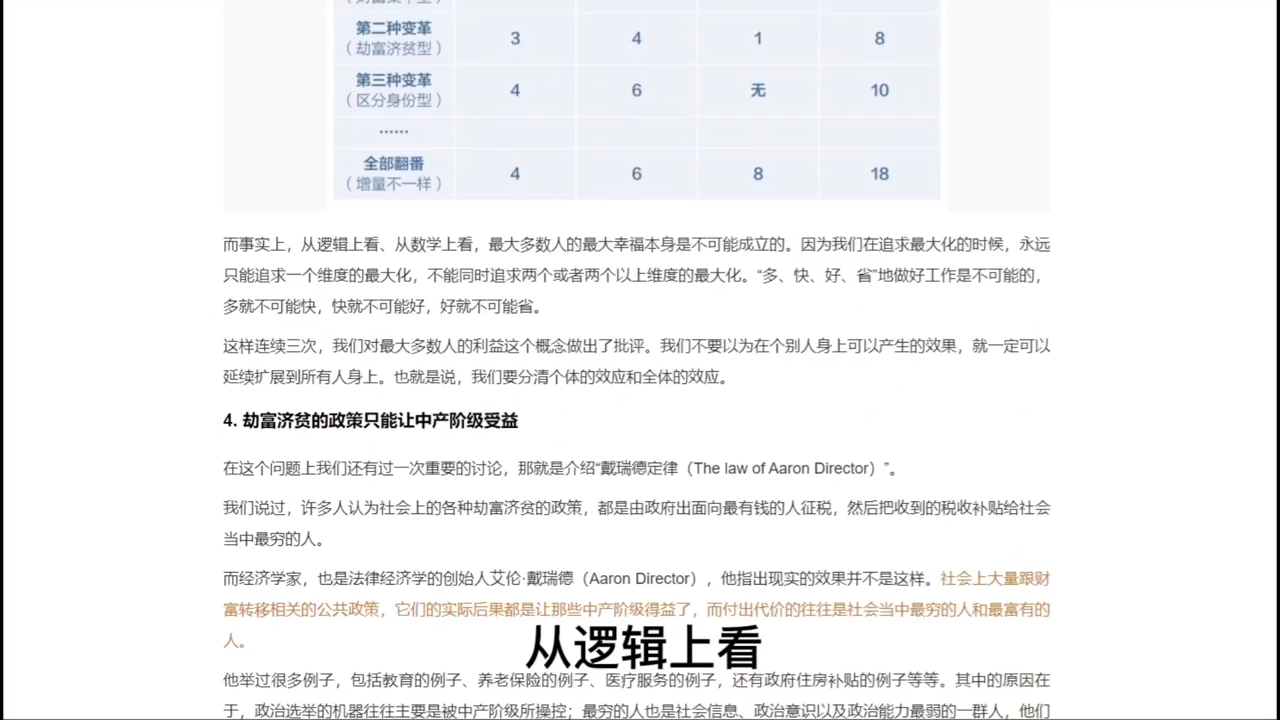 第二种变革 3 4 1 8
（劫富济贫型）
第三种变革 4 6 无 10
（区分身份型）
······
全部翻番 4 6 8 18
（增量不一样）
而事实上，从逻辑上看、从数学上看，最大多数人的最大幸福本身是不可能成立的。因为我们在追求最大化的时候，永远
只能追求一个维度的最大化，不能同时追求两个或者两个以上维度的最大化。“多、快、好、省”地做好工作是不可能的，
多就不可能快，快就不可能好，好就不可能省。
这样连续三次，我们对最大多数人的利益这个概念做出了批评。我们不要以为在个别人身上可以产生的效果，就一定可以
延续扩展到所有人身上。也就是说，我们要分清个体的效应和全体的效应。
4. 劫富济贫的政策只能让中产阶级受益
在这个问题上我们还有过一次重要的讨论，那就是介绍“戴瑞德定律（The law of Aaron Director）”。
我们说过，许多人认为社会上的各种劫富济贫的政策，都是由政府出面向最有钱的人征税，然后把收到的税收补贴给社会
当中最穷的人。
而经济学家，也是法律经济学的创始人艾伦·戴瑞德（Aaron Director），他指出现实的效果并不是这样。社会上大量跟财
富转移相关的公共政策，它们的实际后果都是让那些中产阶级得益了，而付出代价的往往是社会当中最穷的人和最富有的
人。
从逻辑上看
他举过很多例子，包括教育的例子、养老保险的例子、医疗服务的例子，还有政府住房补贴的例子等等。其中的原因在
于，政治选举的机器往往主要是被中产阶级所操控；最穷的人也是社会信息、政治意识以及政治能力最弱的一群人，他们